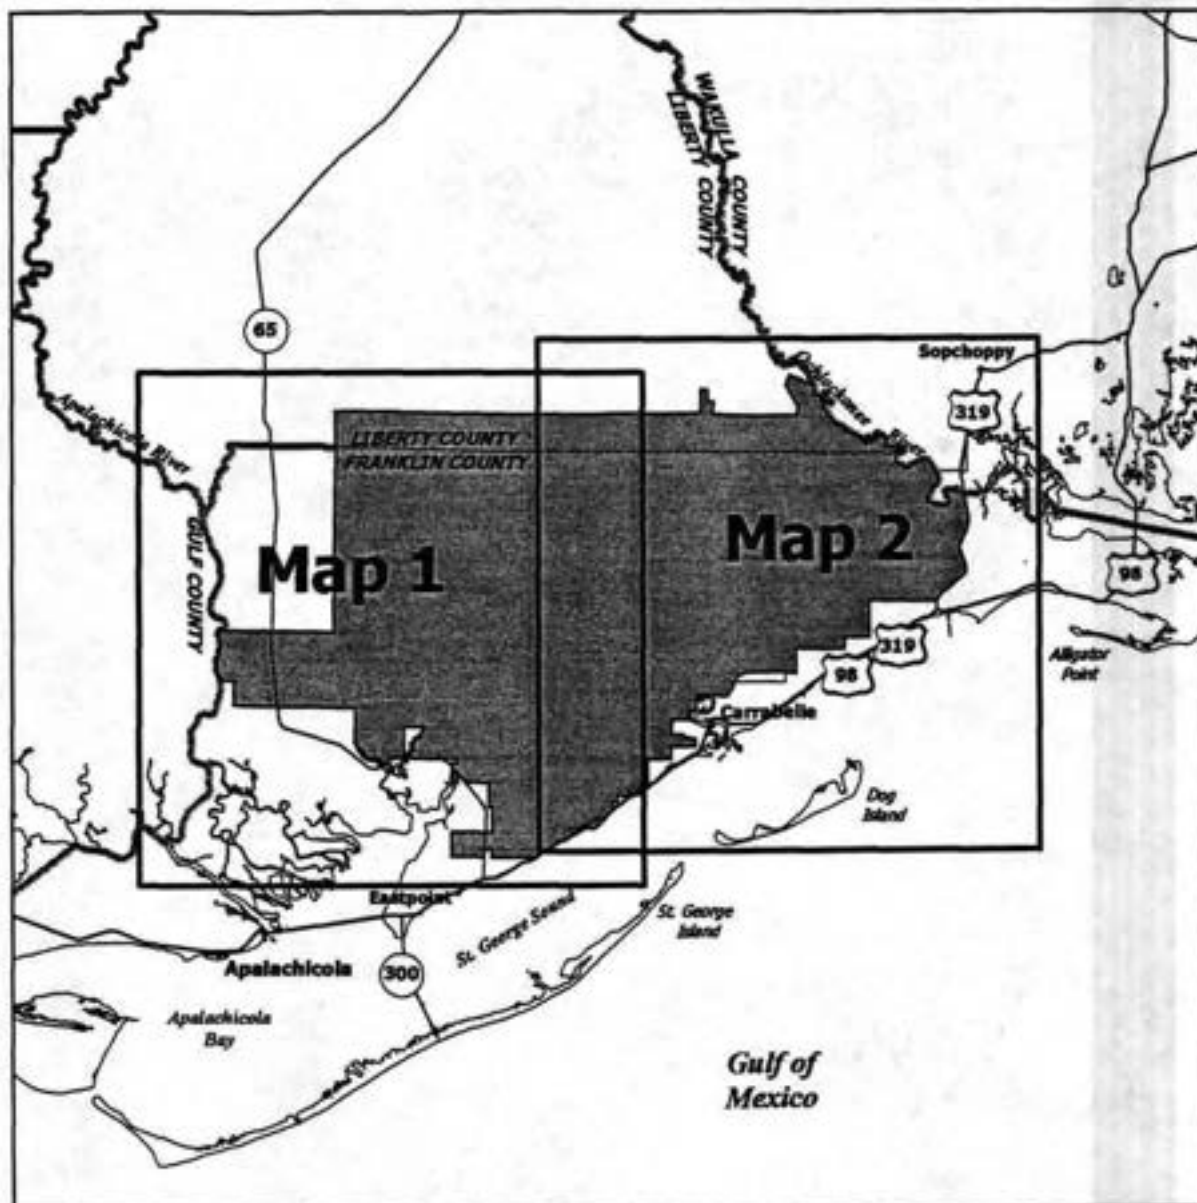 WAKULLA COUNTY
LIBERTY COUNTY
65
Sopchoppy
319
Ochlockonee River
Apalachicola River
LIBERTY COUNTY
FRANKLIN COUNTY
GULF COUNTY
Map 1
Map 2
98
319
98
Alligator
Point
Carrabelle
Dog
Island
Eastpoint
St. George Sound
St. George
Island
Apalachicola
300
Apalachicola
Bay
Gulf of
Mexico